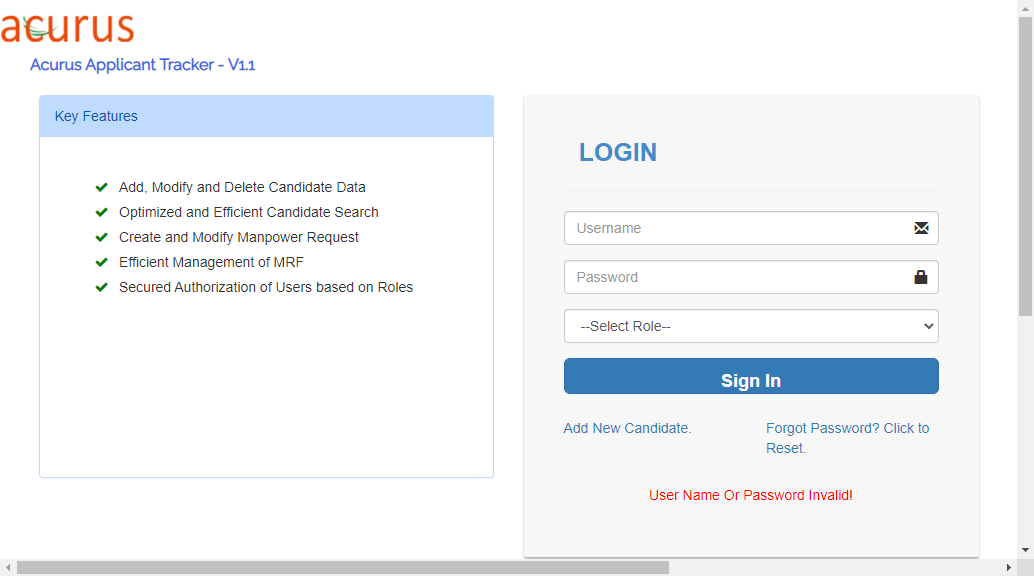 acurus
Acurus Applicant Tracker - V1.1
Key Features
Add, Modify and Delete Candidate Data
Optimized and Efficient Candidate Search
Create and Modify Manpower Request
Efficient Management of MRF
Secured Authorization of Users based on Roles
LOGIN
Username
Password
--Select Role--
Sign In
Add New Candidate.
Forgot Password? Click to
Reset.
User Name Or Password Invalid!